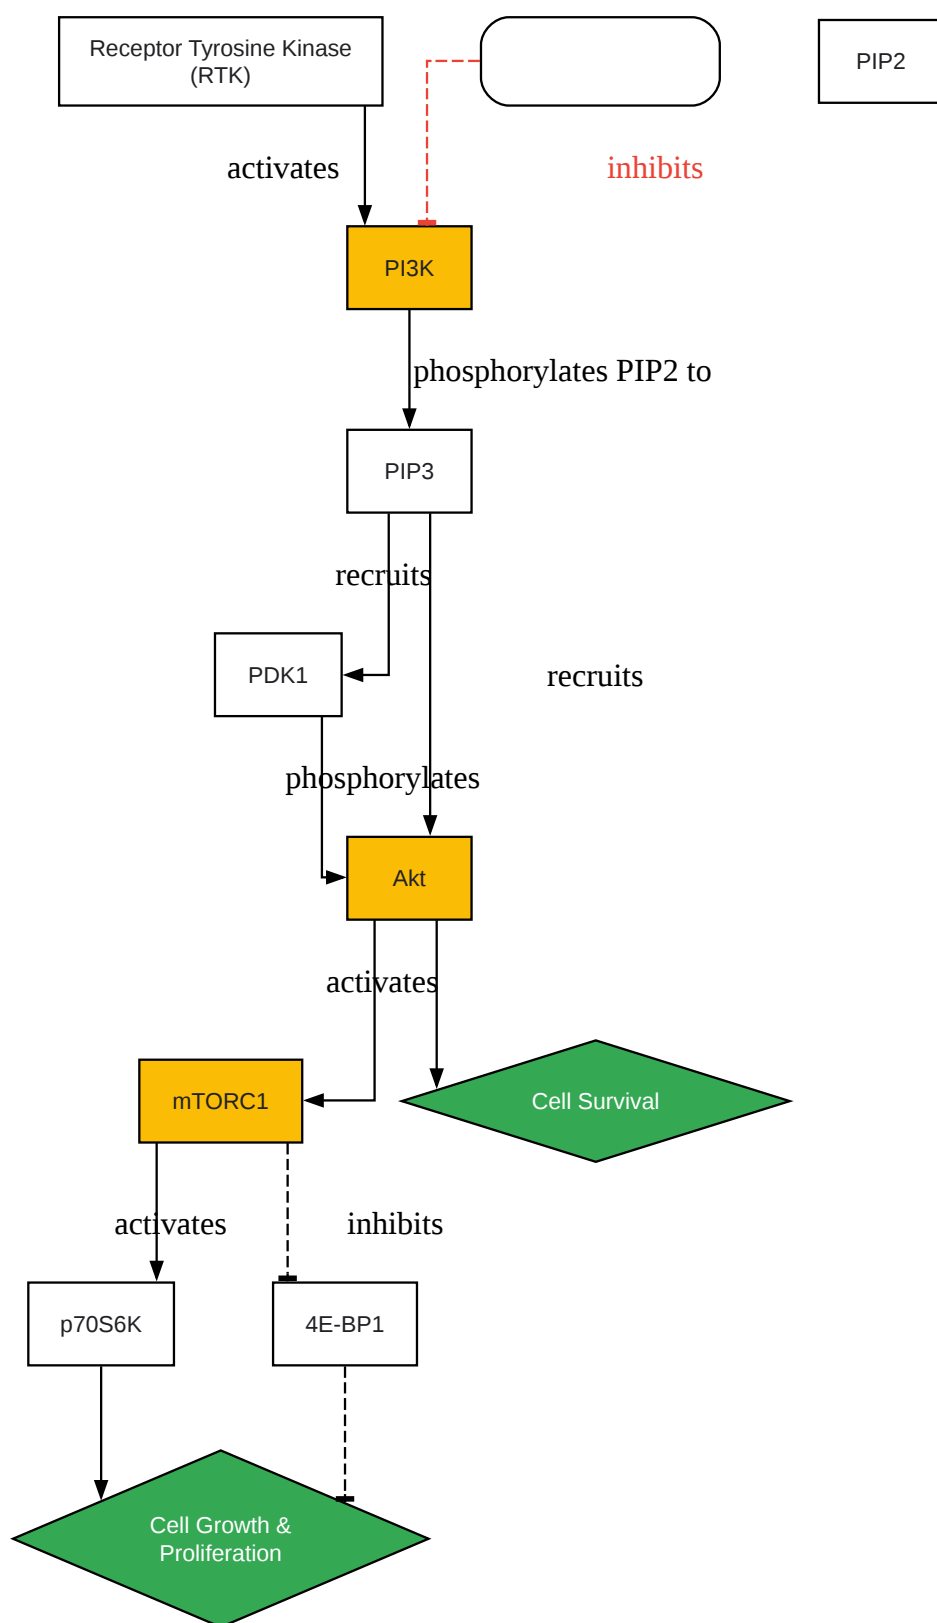 Receptor Tyrosine Kinase
(RTK)
PIP2
activates
inhibits
PI3K
phosphorylates PIP2 to
PIP3
recruits
PDK1
recruits
phosphorylates
Akt
activates
mTORC1
Cell Survival
activates
inhibits
p70S6K
4E-BP1
Cell Growth &
Proliferation